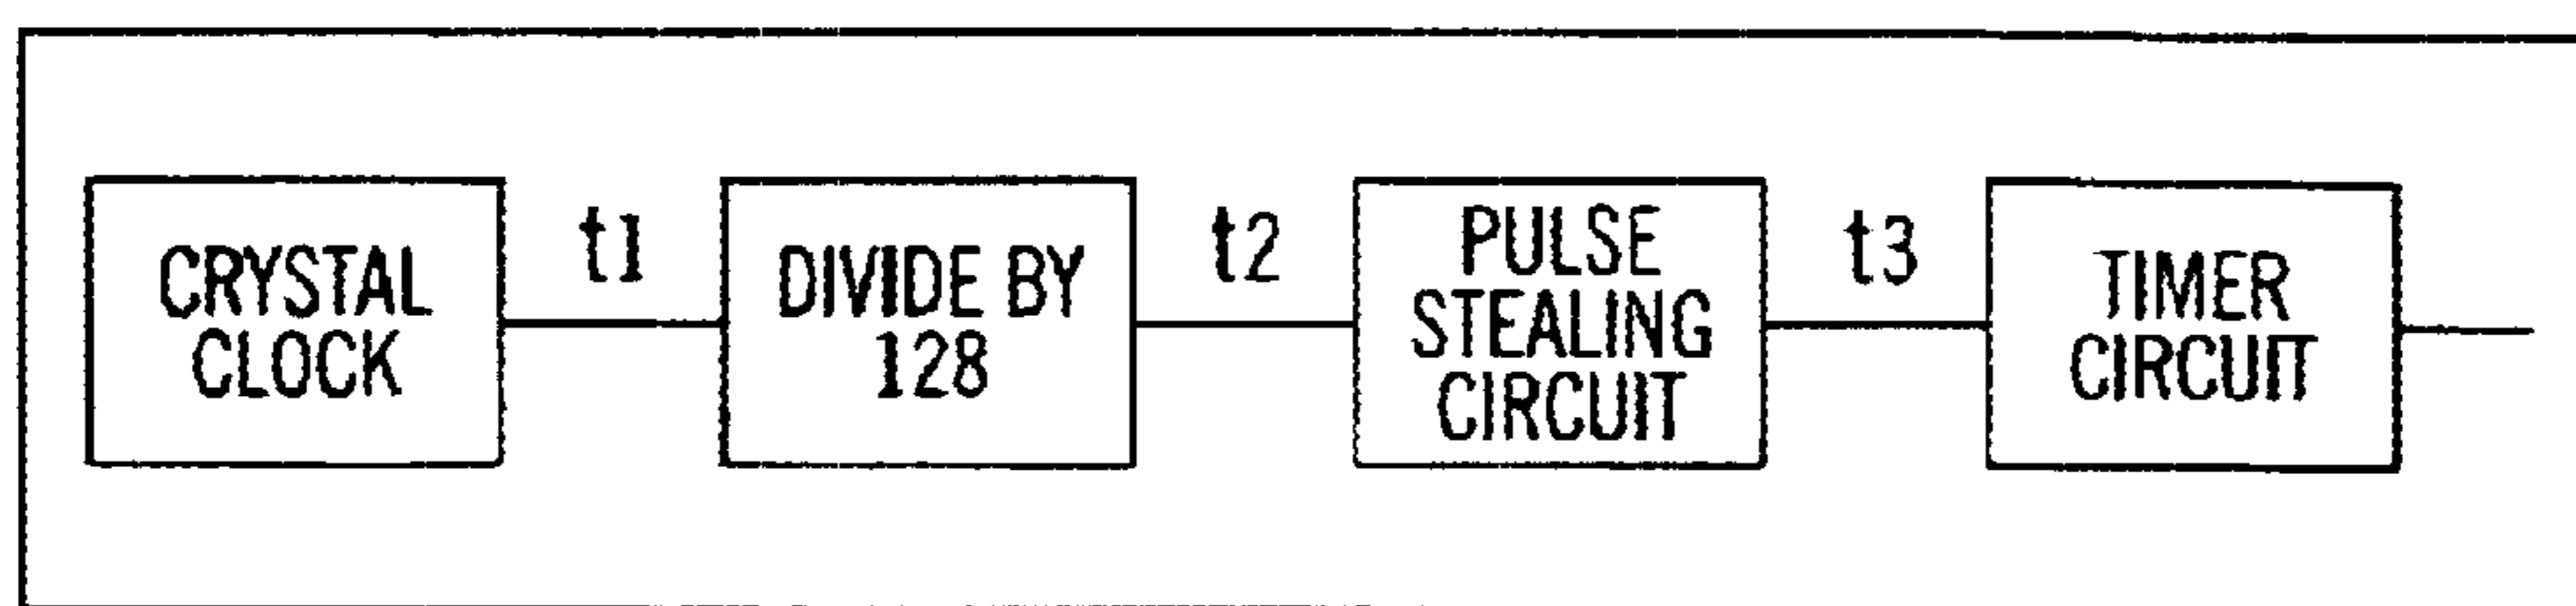 CRYSTAL
CLOCK
t1
DIVIDE BY
128
t2
PULSE
STEALING
CIRCUIT
t3
TIMER
CIRCUIT